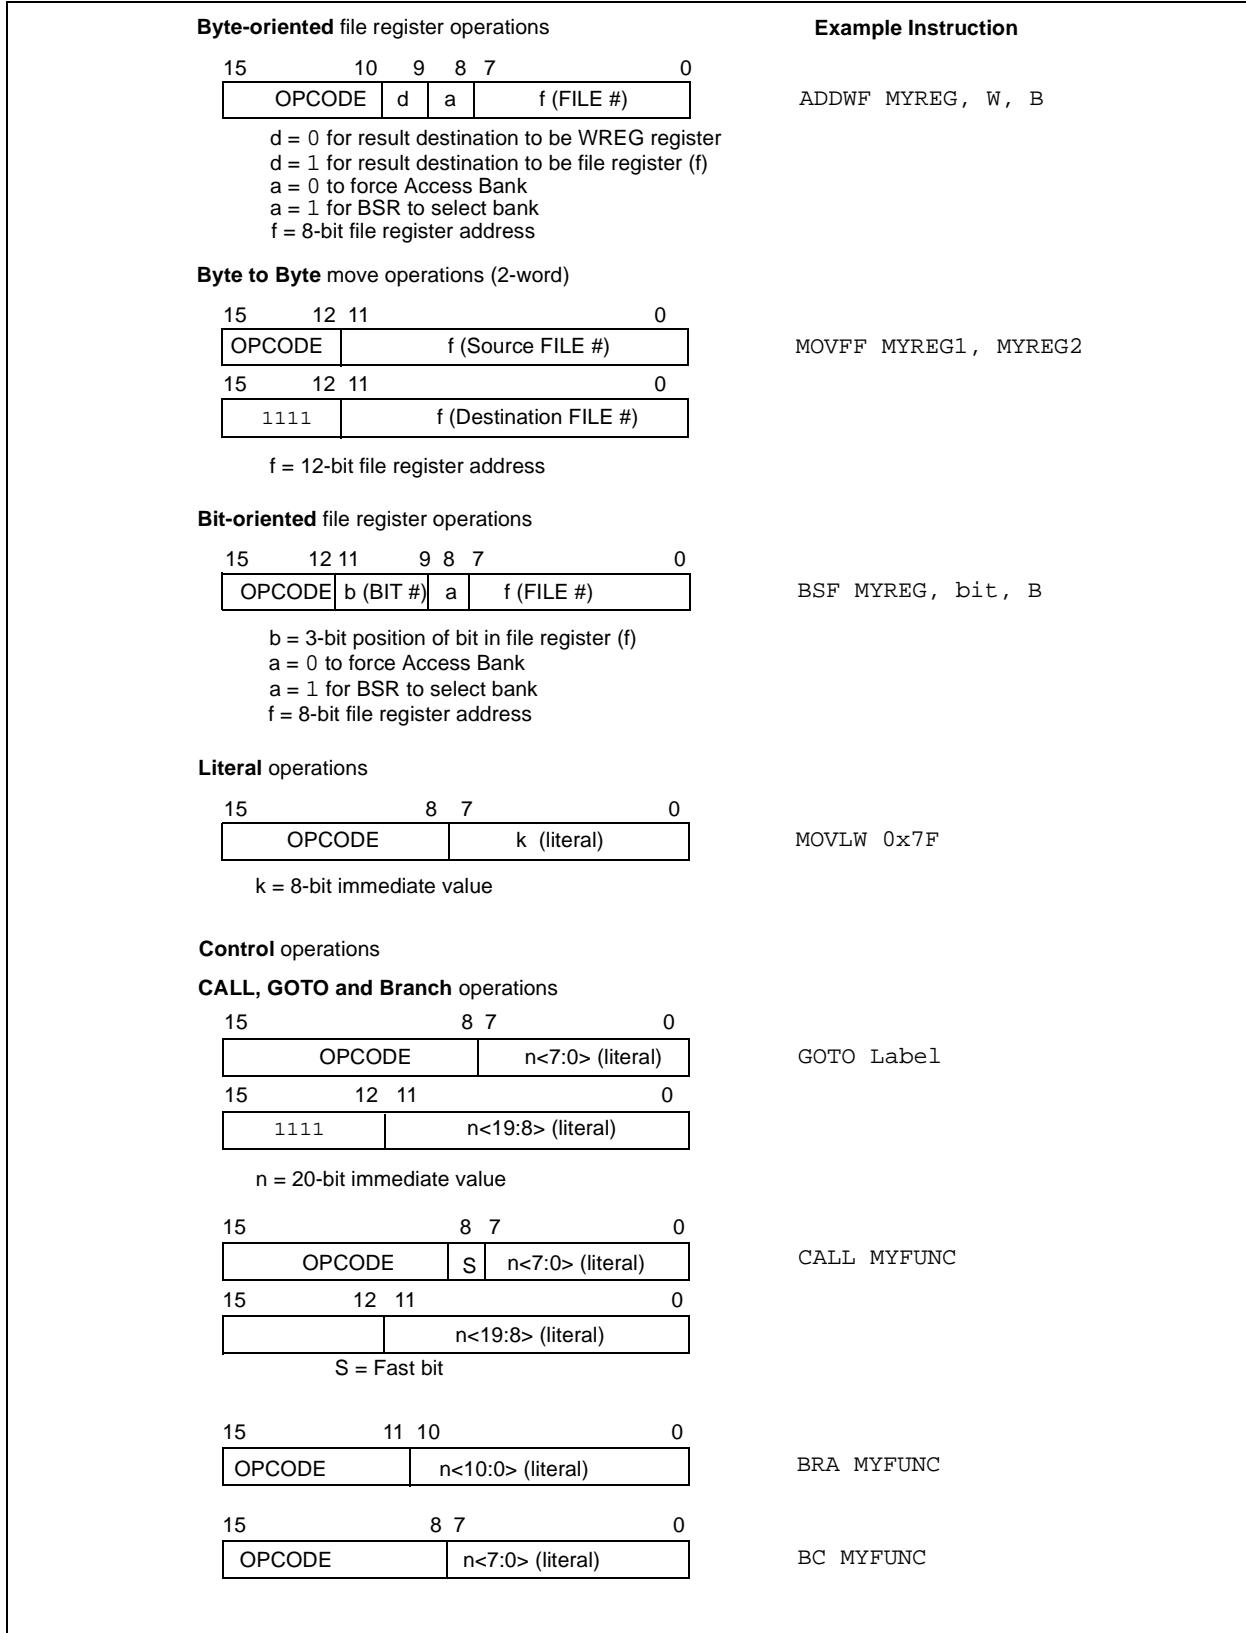 Byte-oriented file register operations Example Instruction
15 10 9 8 7 0
OPCODE d a f (FILE #) ADDWF MYREG, W, B
d = 0 for result destination to be WREG register
d = 1 for result destination to be file register (f)
a = 0 to force Access Bank
a = 1 for BSR to select bank
f = 8-bit file register address
Byte to Byte move operations (2-word)
15 12 11 0
OPCODE f (Source FILE #) MOVFF MYREG1, MYREG2
15 12 11 0
1111 f (Destination FILE #)
f = 12-bit file register address
Bit-oriented file register operations
15 12 11 9 8 7 0
OPCODE b (BIT #) a f (FILE #) BSF MYREG, bit, B
b = 3-bit position of bit in file register (f)
a = 0 to force Access Bank
a = 1 for BSR to select bank
f = 8-bit file register address
Literal operations
15 8 7 0
OPCODE k (literal) MOVLW 0x7F
k = 8-bit immediate value
Control operations
CALL, GOTO and Branch operations
15 8 7 0
OPCODE n<7:0> (literal) GOTO Label
15 12 11 0
1111 n<19:8> (literal)
n = 20-bit immediate value
15 8 7 0
OPCODE S n<7:0> (literal) CALL MYFUNC
15 12 11 0
n<19:8> (literal)
S = Fast bit
15 11 10 0
OPCODE n<10:0> (literal) BRA MYFUNC
15 8 7 0
OPCODE n<7:0> (literal) BC MYFUNC